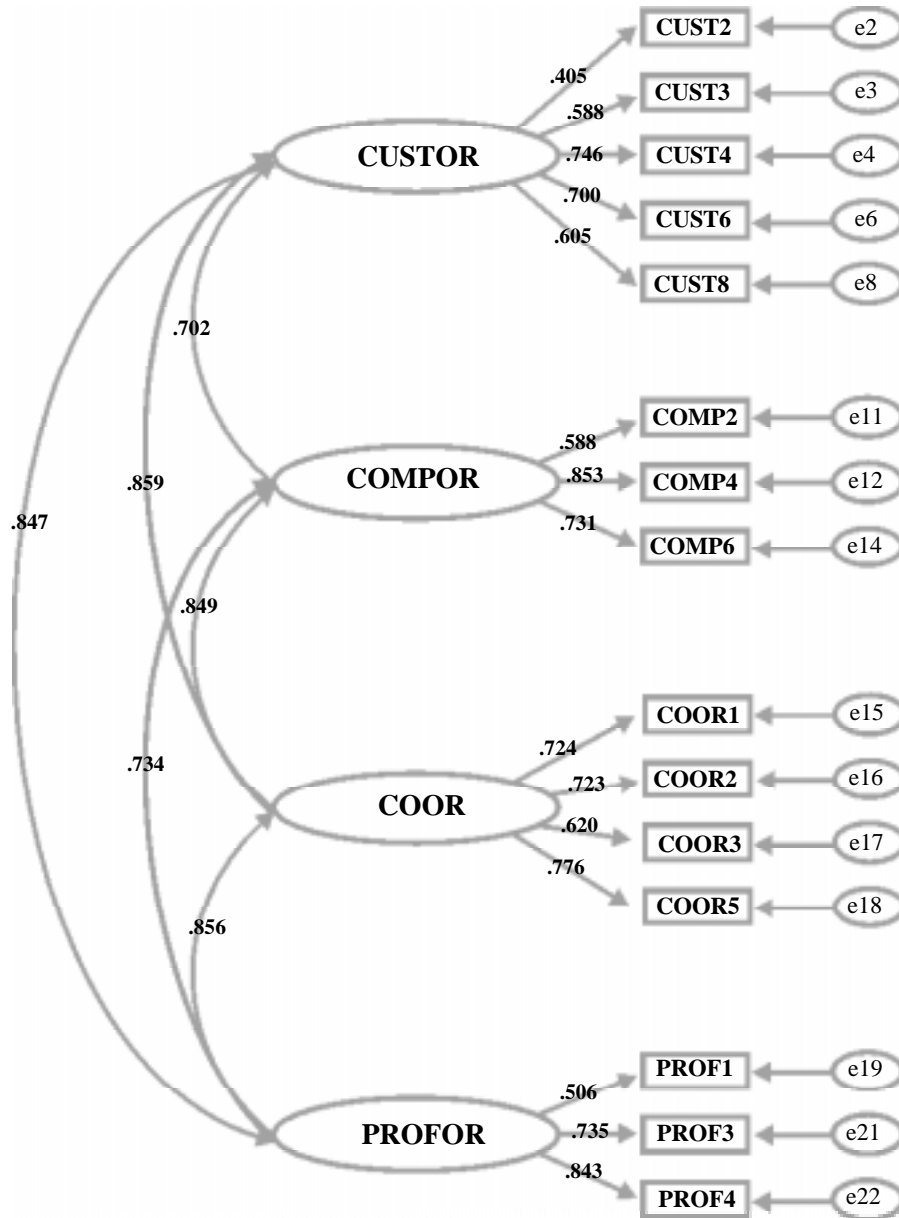 CUST2 e2
.405
CUST3 e3
.588
CUSTOR .746 CUST4 e4
.700
CUST6 e6
.605
CUST8 e8
.702
COMP2 e11
.588
COMPOR .853 COMP4 e12
.859
.847 .731
COMP6 e14
.849
COOR1 e15
.724
.734 .723 COOR2 e16
COOR .620
COOR3 e17
.776
COOR5 e18
.856
PROF1 e19
.506
PROFOR .735 PROF3 e21
.843
PROF4 e22